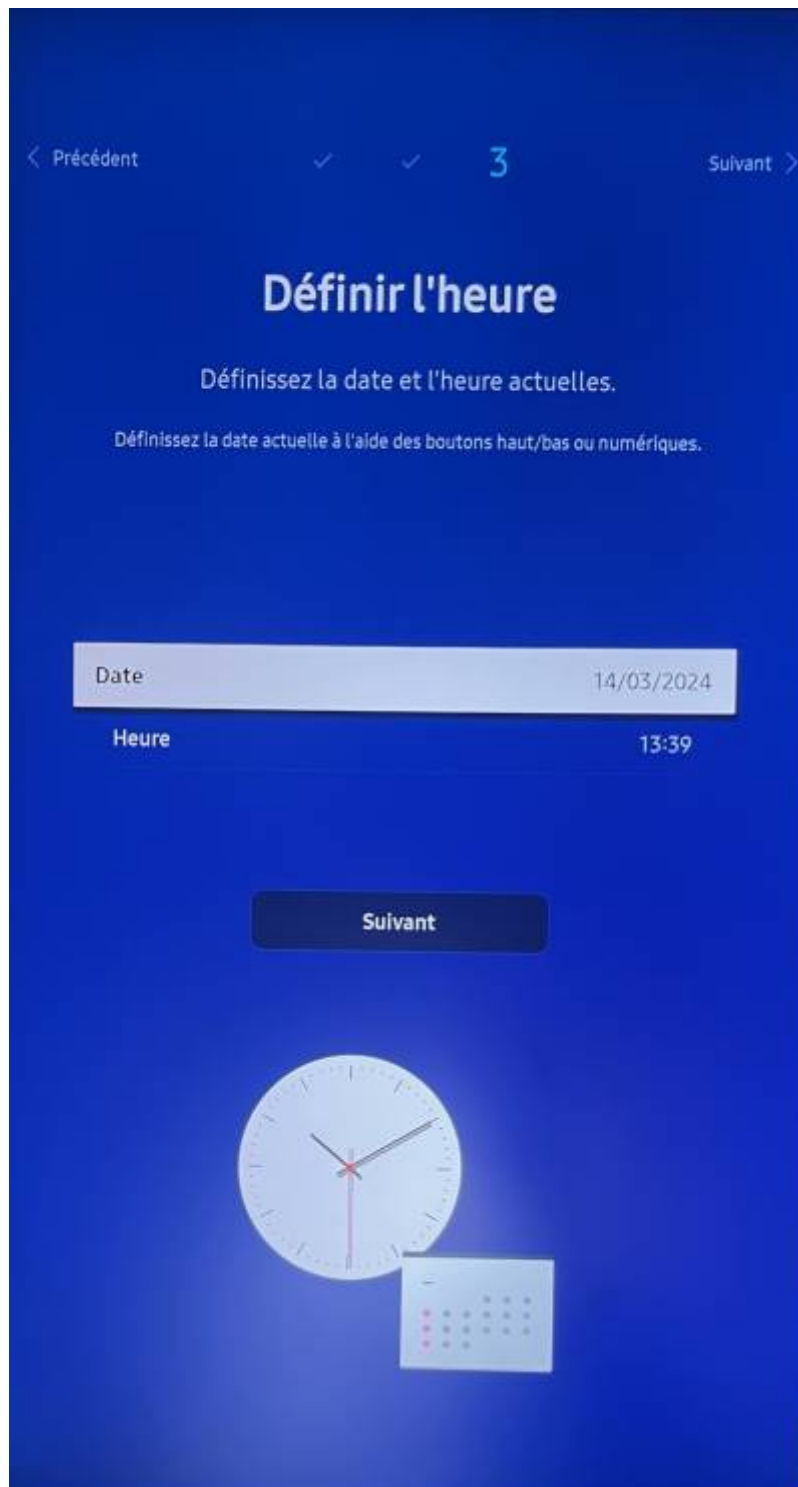 Précédent
3
Suivant
Définir l'heure
Définissez la date et l'heure actuelles.
Définissez la date actuelle à l'aide des boutons haut/bas ou numériques.
Date 14/03/2024
Heure 13:39
Suivant